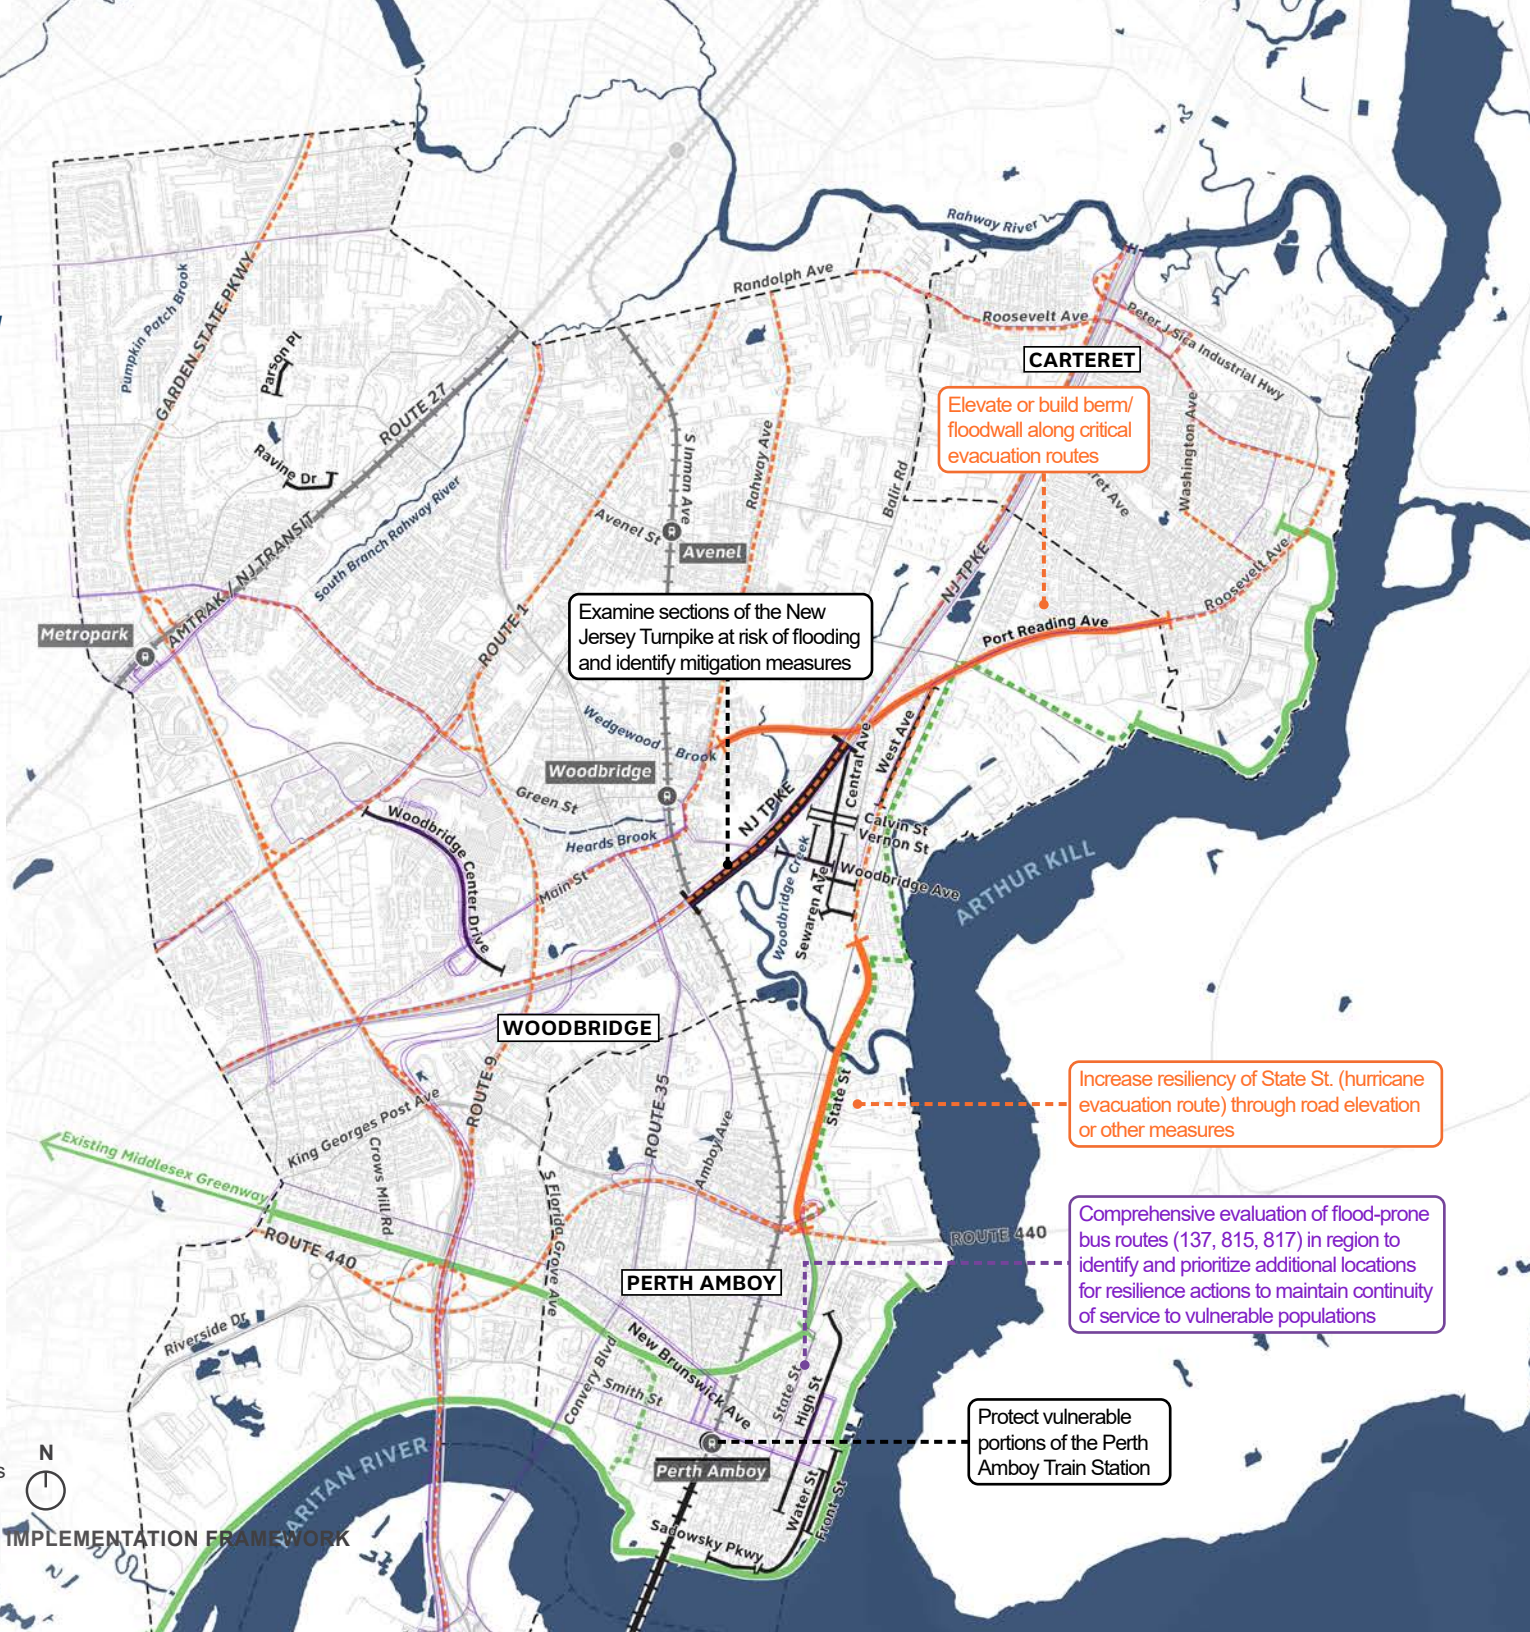 Rahway River
Randolph Ave
Roosevelt Ave
Peter J Sica Industrial Hwy
CARTERET
Pumpkin Patch Brook
GARDEN STATE PKWY
Parson Pl
ROUTE 27
Ravine Dr
South Branch Rahway River
AMTRAK / NJ TRANSIT
Metropark
S Inman Ave
Rahway Ave
Avenel St
Avenel
Balir Rd
Washington Ave
Elevate or build berm/
floodwall along critical
evacuation routes
ret Ave
NJ TPKE
Roosevelt Ave
Port Reading Ave
ROUTE 1
Examine sections of the New
Jersey Turnpike at risk of flooding
and identify mitigation measures
Wedgewood Brook
Woodbridge
Green St
Heards Brook
Main St
Woodbridge Center Drive
NJ TPKE
Central Ave
West Ave
Calvin St
Vernon St
Woodbridge Ave
Woodbridge Creek
Sewaren Ave
ARTHUR KILL
WOODBRIDGE
ROUTE 9
ROUTE 35
Amboy Ave
State St
Increase resiliency of State St. (hurricane
evacuation route) through road elevation
or other measures
King Georges Post Ave
Crows Mill Rd
Existing Middlesex Greenway
ROUTE 440
S Florida Grove Ave
ROUTE 440
Comprehensive evaluation of flood-prone
bus routes (137, 815, 817) in region to
identify and prioritize additional locations
for resilience actions to maintain continuity
of service to vulnerable populations
PERTH AMBOY
Riverside Dr
New Brunswick Ave
Convery Blvd
Smith St
State St
High St
Protect vulnerable
portions of the Perth
Amboy Train Station
Perth Amboy
Water St
Front St
Sadowsky Pkwy
RARITAN RIVER
N
s
IMPLEMENTATION FRAMEWORK